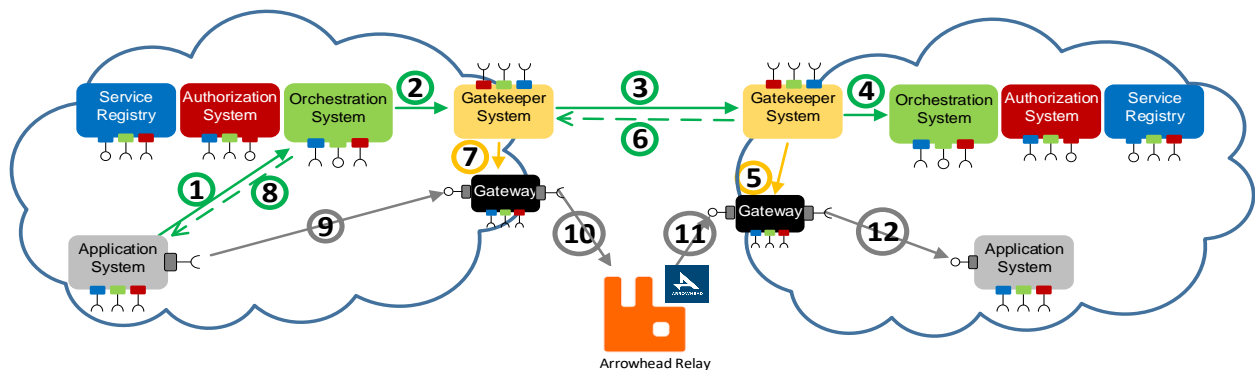 2
3
4
6
Service
Registry
Authorization
System
Orchestration
System
Gatekeeper
System
Gatekeeper
System
Orchestration
System
Authorization
System
Service
Registry
7
5
1
8
Gateway
Gateway
9
10
11
12
Application
System
Application
System
ARROWHEAD
Arrowhead Relay